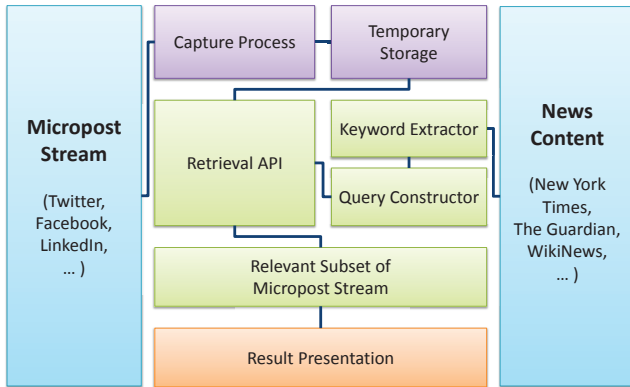 Micropost
Stream
(Twitter,
Facebook,
LinkedIn,
... )
Capture Process
Temporary
Storage
Retrieval API
Keyword Extractor
Query Constructor
Relevant Subset of
Micropost Stream
Result Presentation
News
Content
(New York
Times,
The Guardian,
WikiNews,
... )